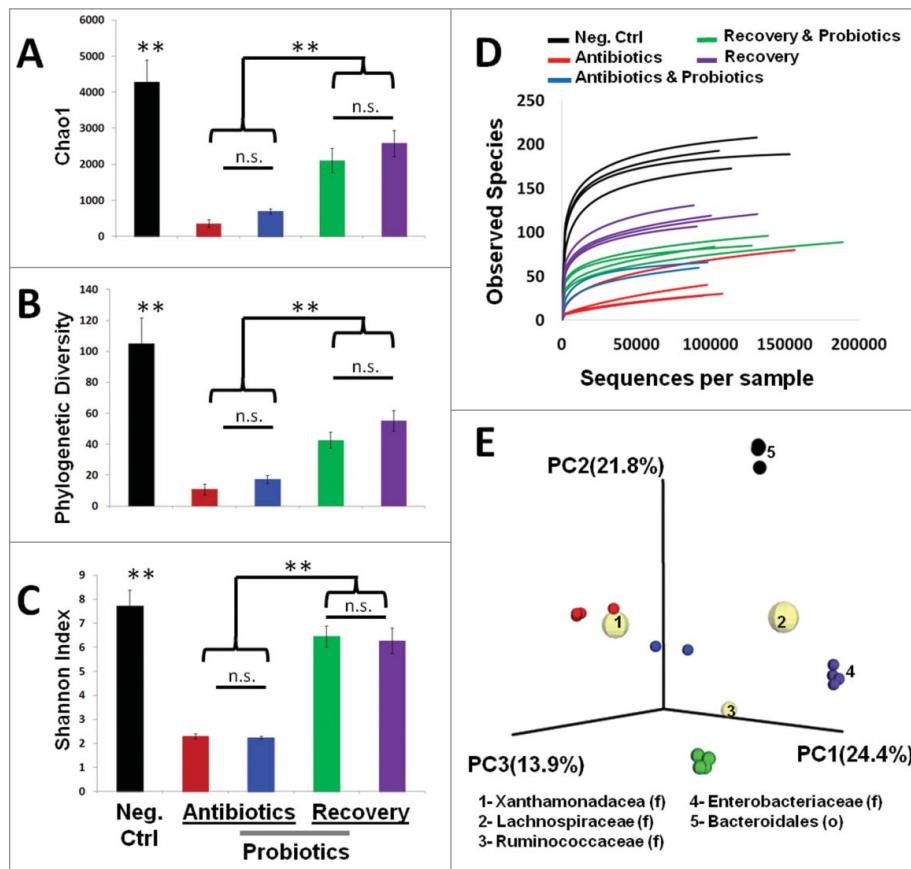 A
Chao1
6000
5000
4000
3000
2000
1000
0
**
**
n.s.
n.s.
B
Phylogenetic Diversity
140
120
100
80
60
40
20
0
**
**
n.s.
n.s.
C
Shannon Index
9
8
7
6
5
4
3
2
1
0
**
**
n.s.
n.s.
Neg. Ctrl
Antibiotics
Recovery
Probiotics
D
Neg. Ctrl
Antibiotics
Antibiotics & Probiotics
Recovery & Probiotics
Recovery
Observed Species
250
200
150
100
50
0
0 50000 100000 150000 200000
Sequences per sample
E
PC2(21.8%)
5
1
2
4
3
PC3(13.9%)
PC1(24.4%)
1- Xanthamonadacea (f)
2- Lachnospiraceae (f)
3- Ruminococcaceae (f)
4- Enterobacteriaceae (f)
5- Bacteroidales (o)